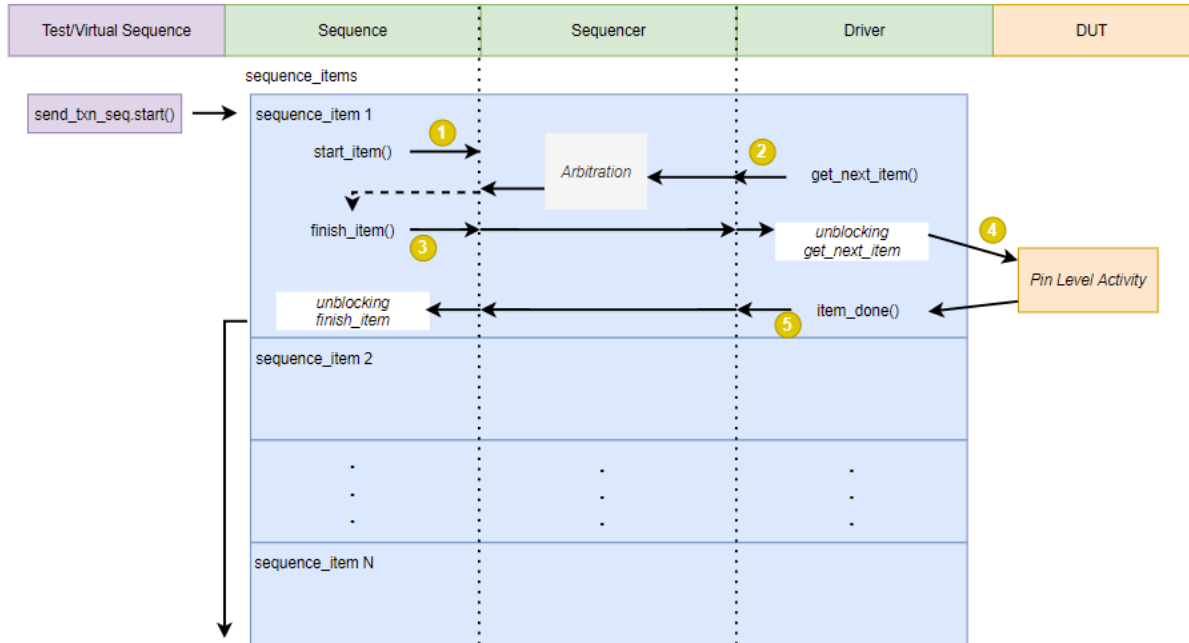 Test/Virtual Sequence
Sequence
Sequencer
Driver
DUT
sequence_items
send_txn_seq.start()
sequence_item 1
1
start_item()
Arbitration
2
get_next_item()
finish_item()
3
unblocking
get_next_item
4
Pin Level Activity
unblocking
finish_item
item_done()
5
sequence_item 2
. . .
. . .
. . .
sequence_item N